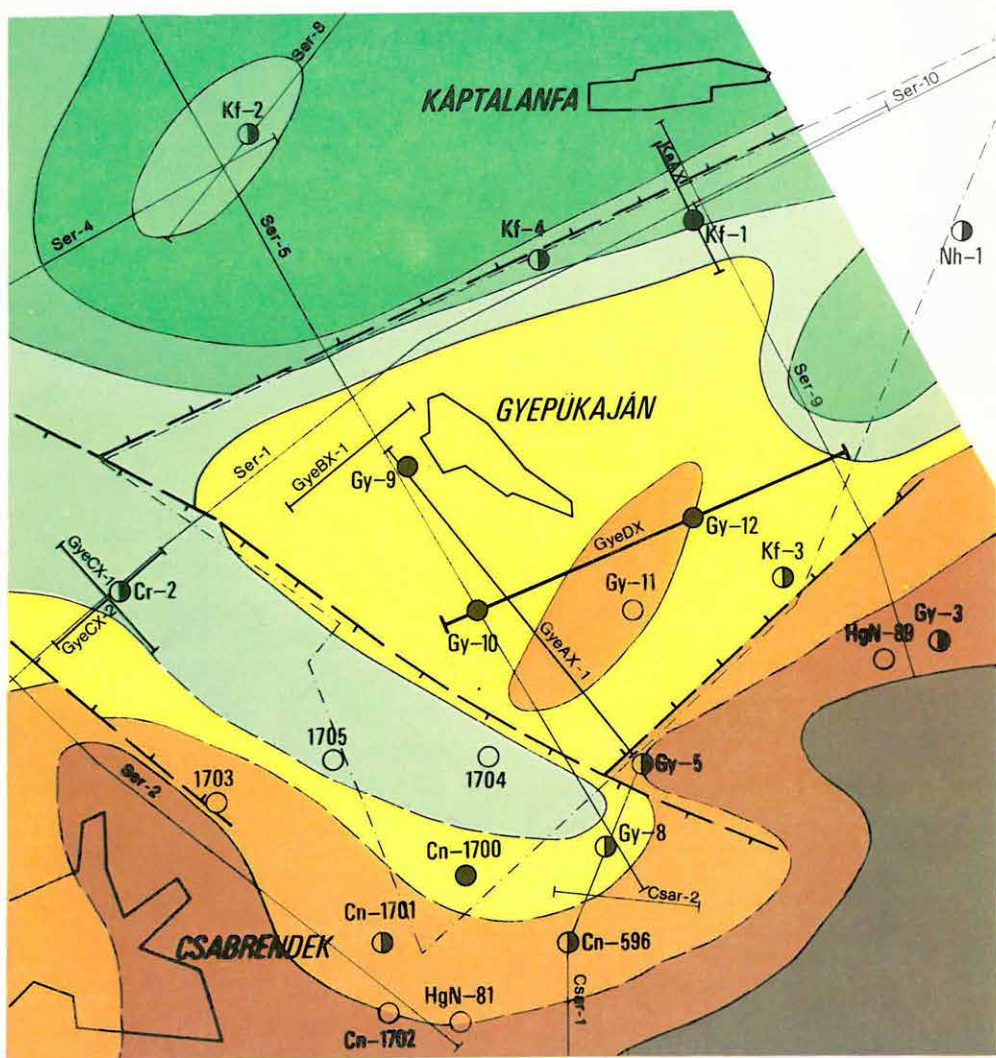 Ser-8
Kf-2
KÁPTALANFA
Ser-10
Ser-4
Ser-5
Kf-4
Kf-1
Nh-1
Ser-9
GYEPÜKAJÁN
Ser-1
GyeBX-1
Gy-9
GyeDX
Gy-12
Kf-3
Gy-11
GyeCX-1
Cr-2
GyeCX-2
Gy-10
GyeAX-1
HgN-89
Gy-3
1705
1704
Gy-5
1703
Ser-2
Gy-8
Cn-1700
Csar-2
Cn-1701
CSABRENDEK
Cn-596
HgN-81
Cn-1702
Csar-1